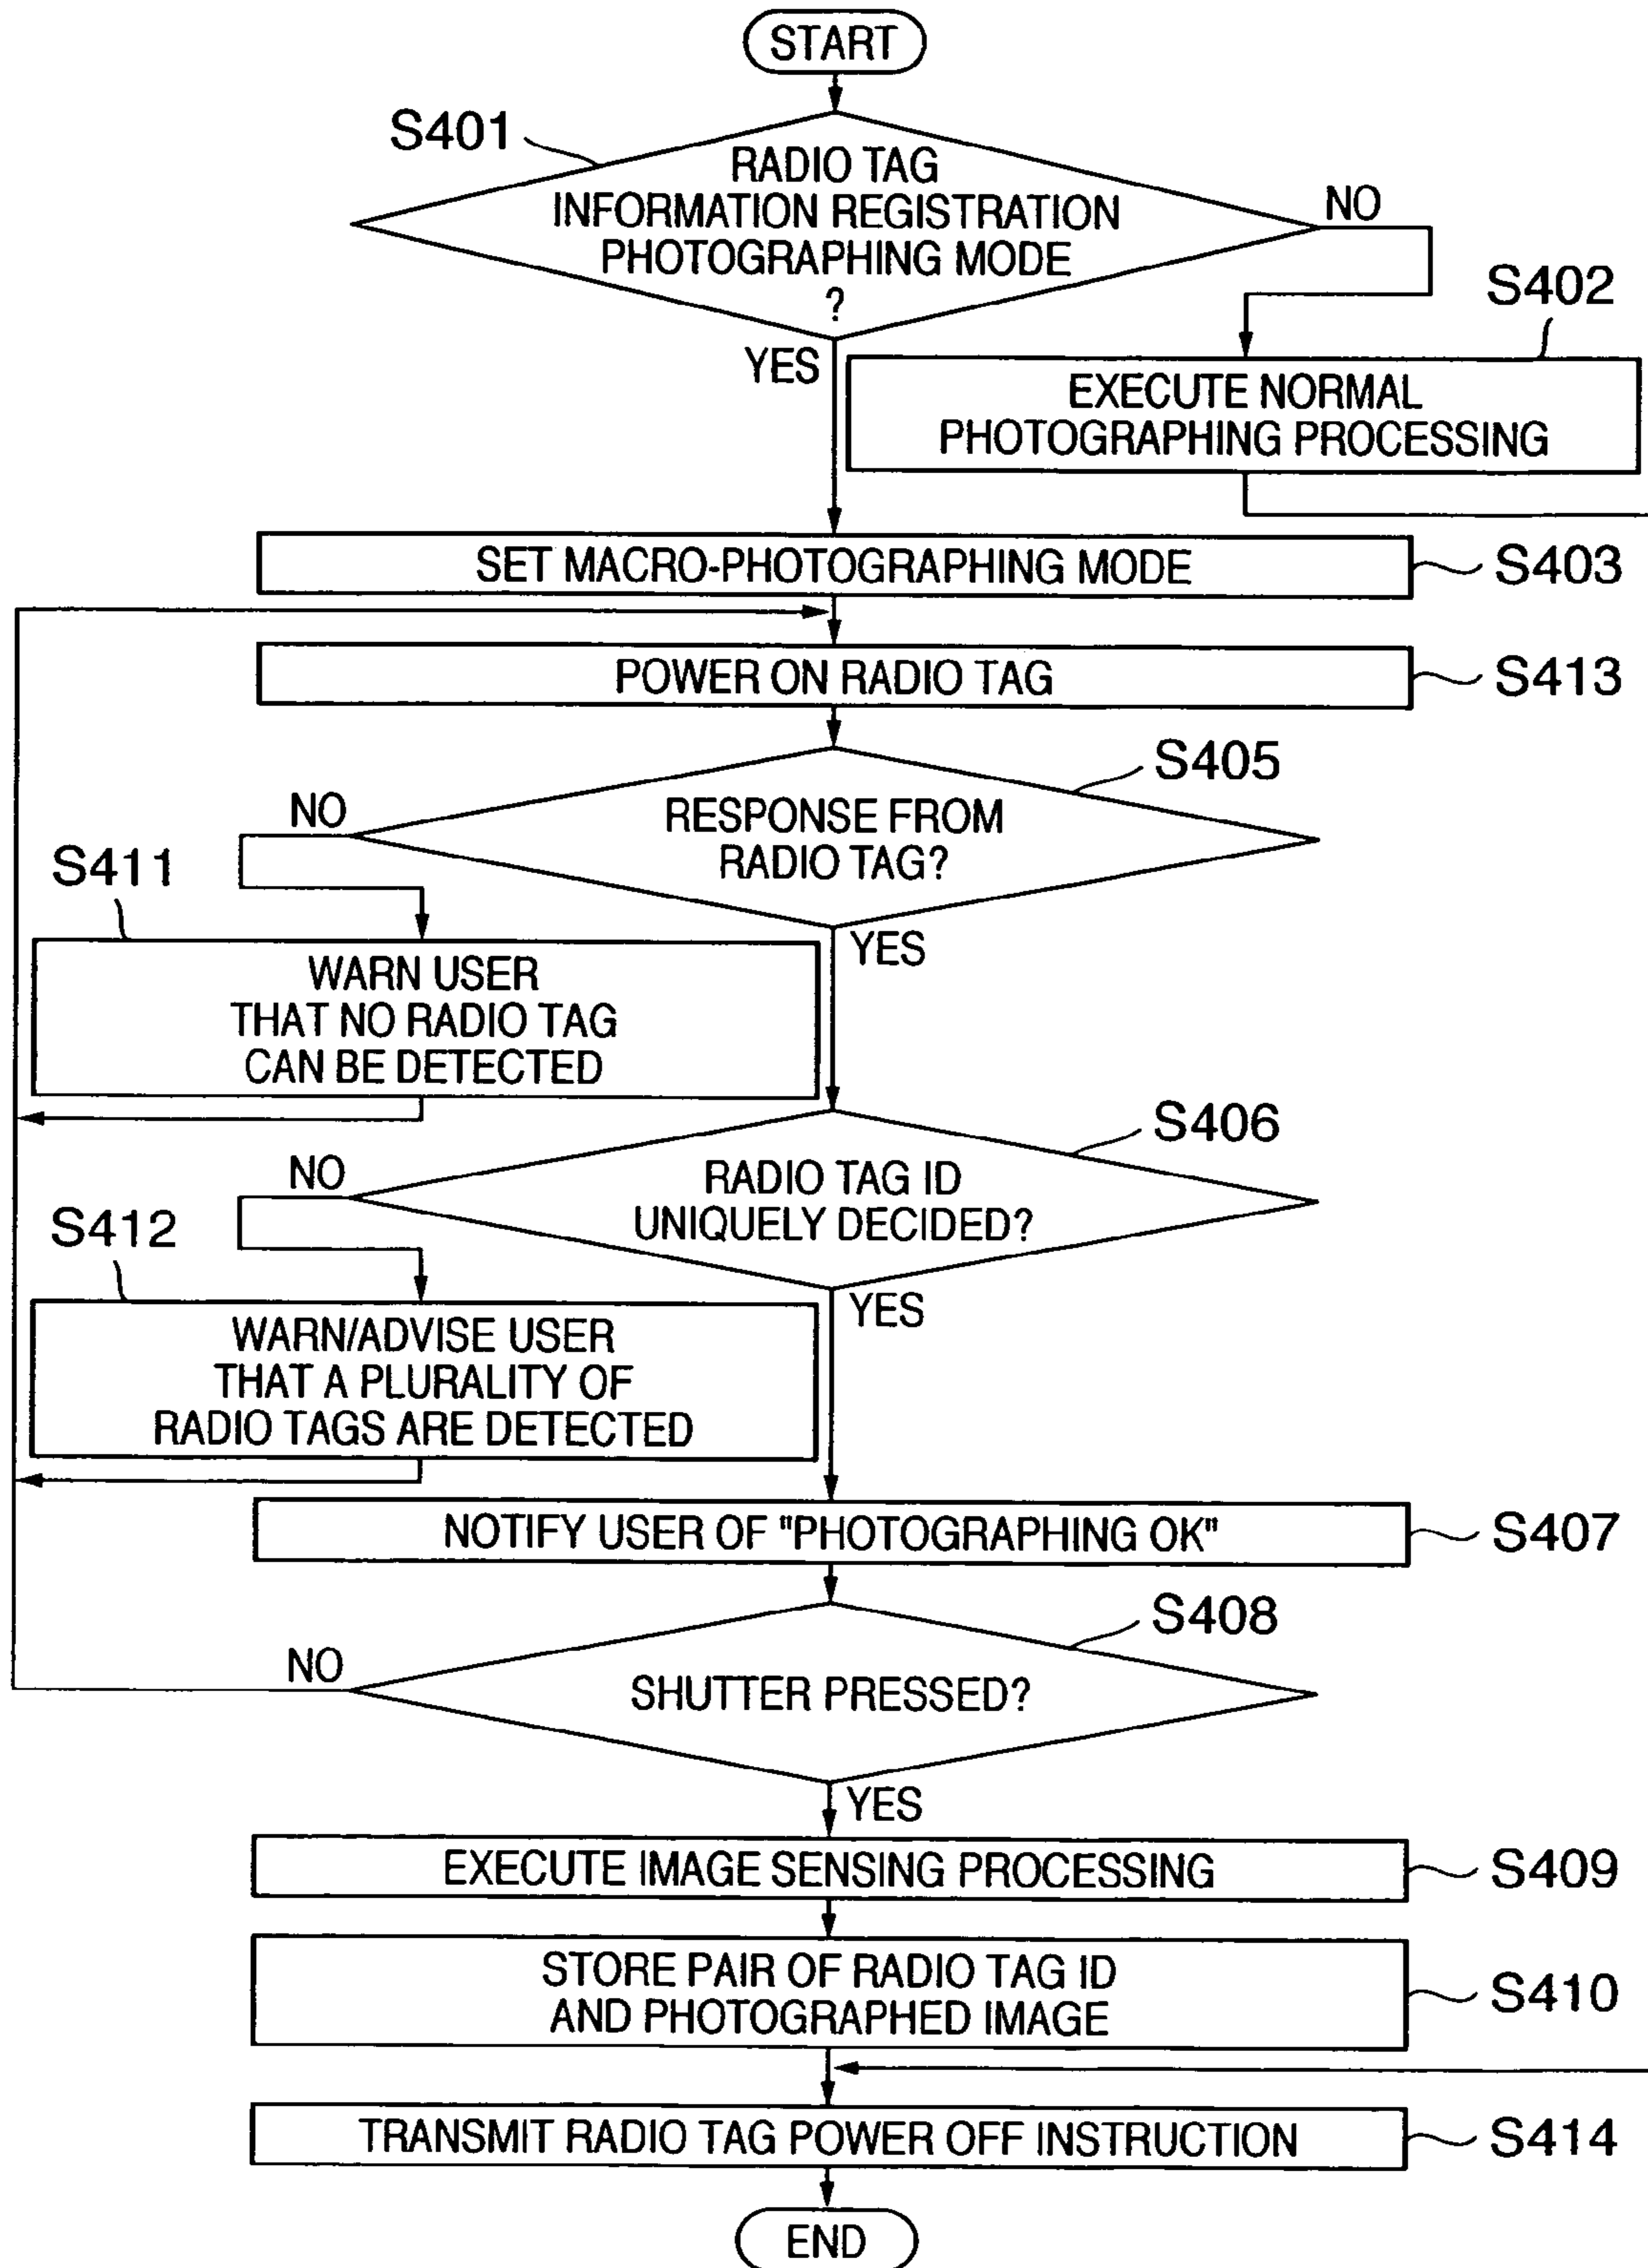 START
S401
RADIO TAG
INFORMATION REGISTRATION
PHOTOGRAPHING MODE
?
NO
YES
S402
EXECUTE NORMAL
PHOTOGRAPHING PROCESSING
SET MACRO-PHOTOGRAPHING MODE
S403
POWER ON RADIO TAG
S413
S405
RESPONSE FROM
RADIO TAG?
NO
YES
S411
WARN USER
THAT NO RADIO TAG
CAN BE DETECTED
S406
RADIO TAG ID
UNIQUELY DECIDED?
NO
YES
S412
WARN/ADVISE USER
THAT A PLURALITY OF
RADIO TAGS ARE DETECTED
NOTIFY USER OF "PHOTOGRAPHING OK"
S407
S408
SHUTTER PRESSED?
NO
YES
EXECUTE IMAGE SENSING PROCESSING
S409
STORE PAIR OF RADIO TAG ID
AND PHOTOGRAPHED IMAGE
S410
TRANSMIT RADIO TAG POWER OFF INSTRUCTION
S414
END